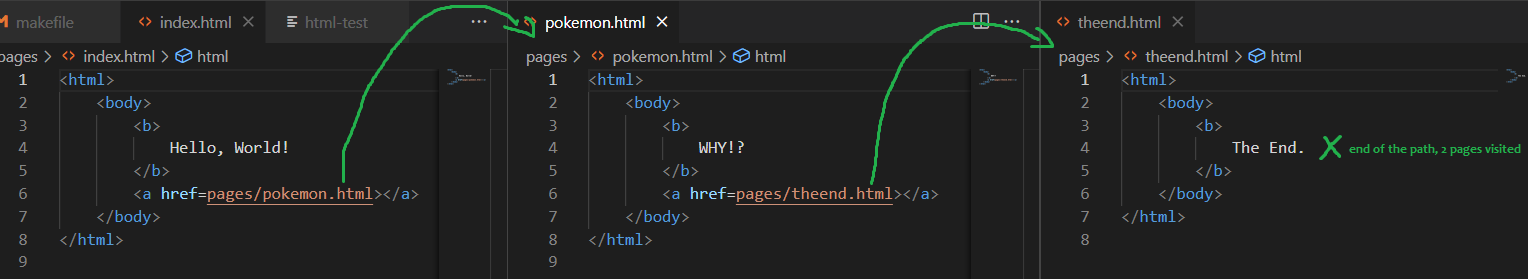 makefile
index.html
html-test
pages > index.html > html
1 <html>
2 <body>
3 <b>
4 Hello, World!
5 </b>
6 <a href=pages/pokemon.html></a>
7 </body>
8 </html>
9
pokemon.html
pages > pokemon.html > html
1 <html>
2 <body>
3 <b>
4 WHY!?
5 </b>
6 <a href=pages/theend.html></a>
7 </body>
8 </html>
9
theend.html
pages > theend.html > html
1 <html>
2 <body>
3 <b>
4 The End. X end of the path, 2 pages visited
5 </b>
6 </body>
7 </html>
8